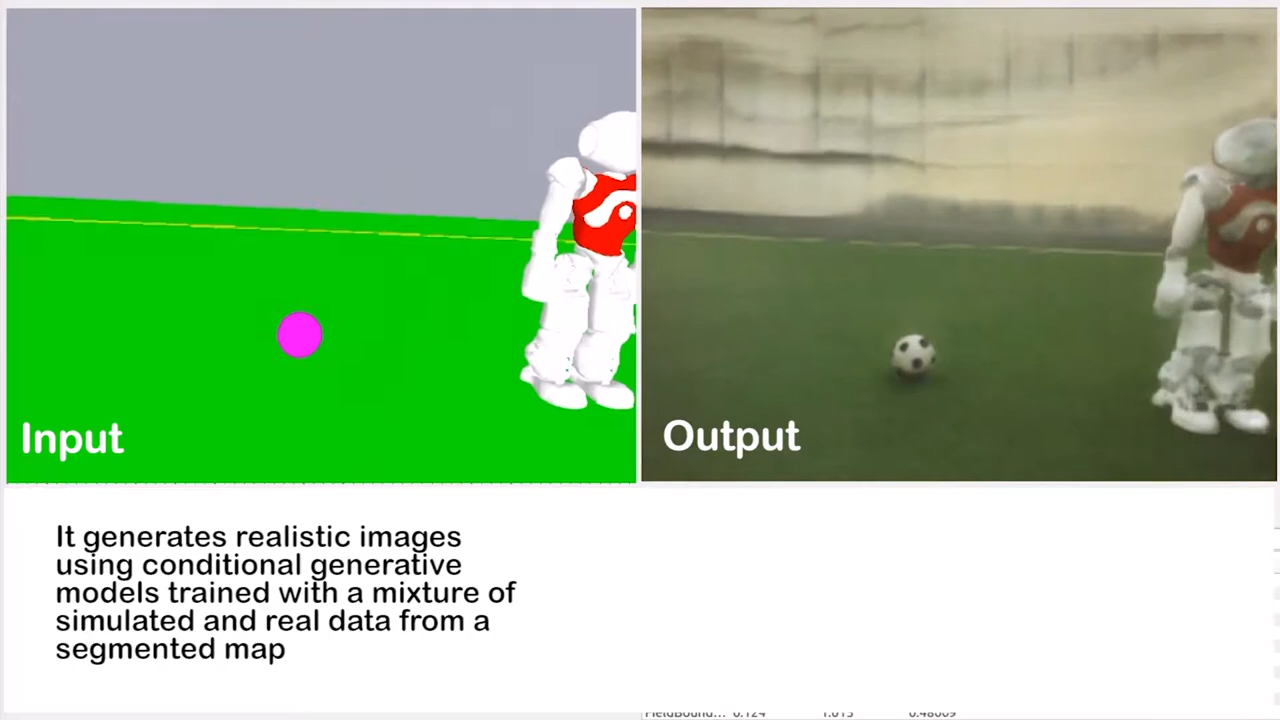 Input
Output
It generates realistic images
using conditional generative
models trained with a mixture of
simulated and real data from a
segmented map